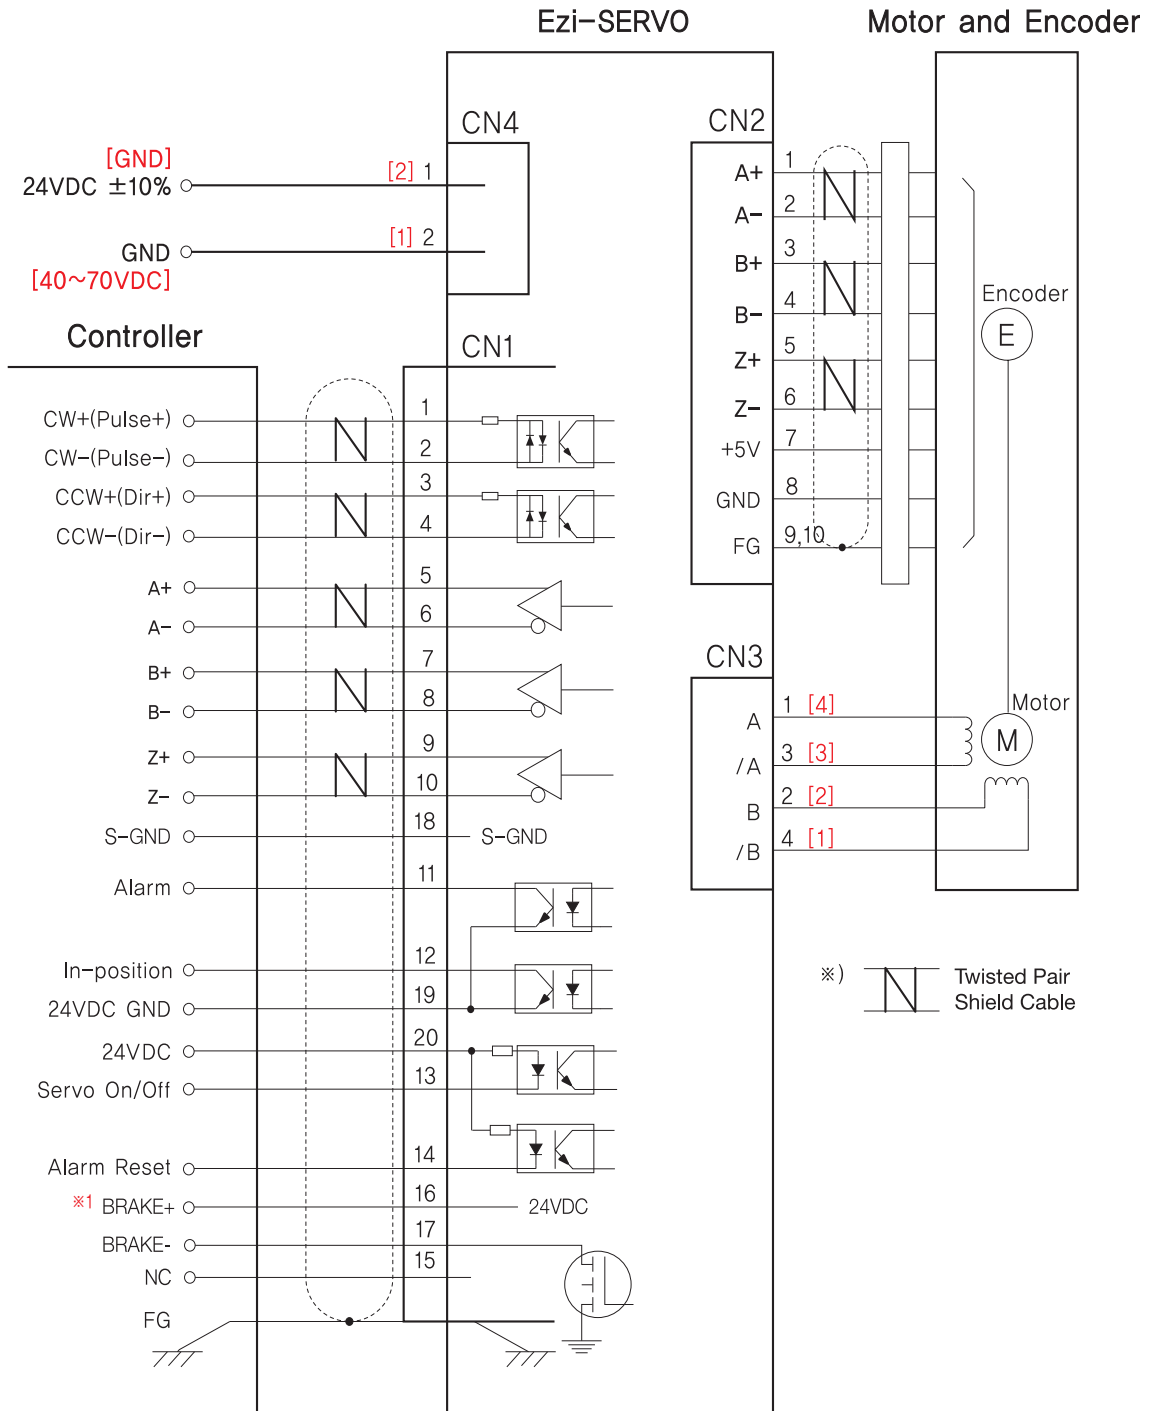 Ezi-SERVO
Motor and Encoder
CN4
[GND]
24VDC ±10%
[2] 1
GND
[1] 2
[40~70VDC]
Controller
CN1
CW+(Pulse+)
1
CW-(Pulse-)
2
CCW+(Dir+)
3
CCW-(Dir-)
4
A+
5
A-
6
B+
7
B-
8
Z+
9
Z-
10
S-GND
18
S-GND
Alarm
11
In-position
12
24VDC GND
19
24VDC
20
Servo On/Off
13
Alarm Reset
14
※1 BRAKE+
16
24VDC
BRAKE-
17
NC
15
FG
CN2
A+
1
A-
2
B+
3
B-
4
Z+
5
Z-
6
+5V
7
GND
8
FG
9,10
Encoder
E
CN3
A
1 [4]
/A
3 [3]
B
2 [2]
/B
4 [1]
Motor
M
※)
Twisted Pair
Shield Cable